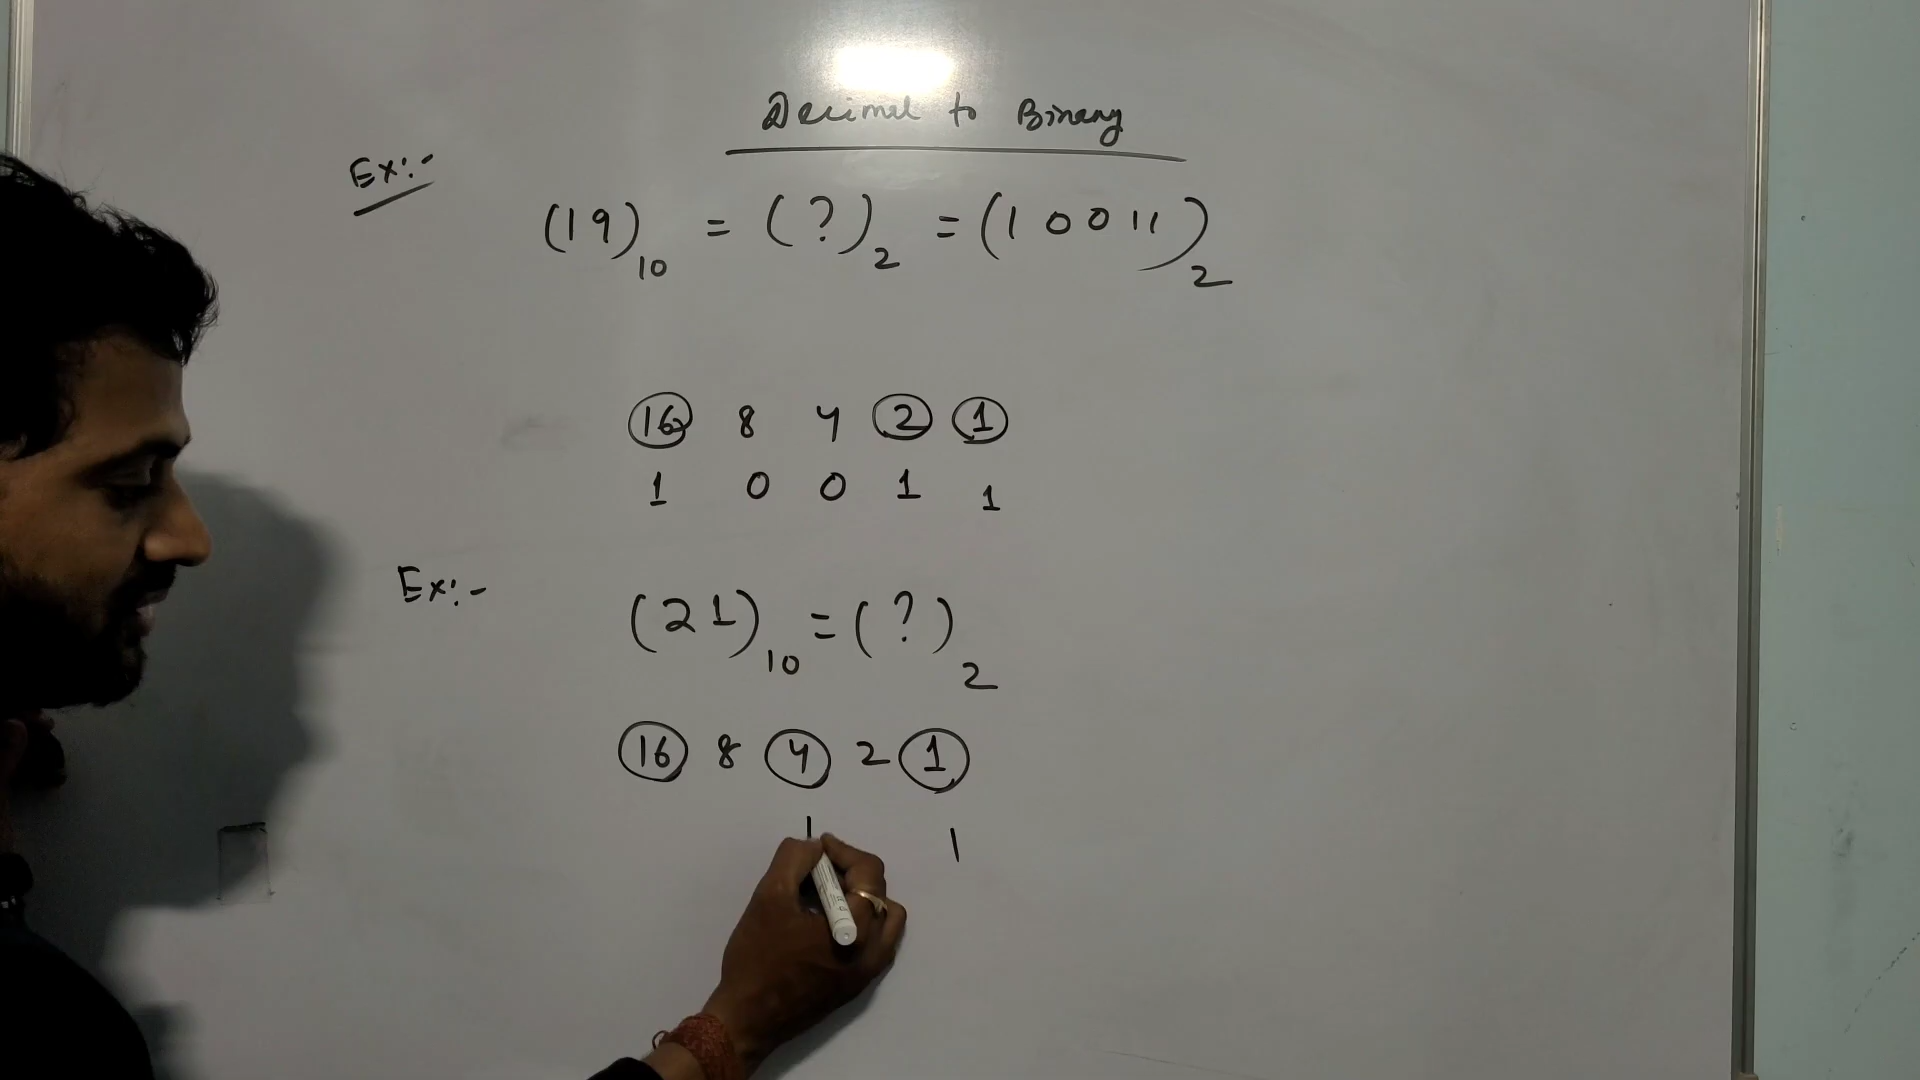 Decimal to Binary
Ex:-
(19)10 = (?)2 = (10011)2
16 8 4 2 1
1 0 0 1 1
Ex:-
(21)10 = (?)2
16 8 4 2 1
1 1